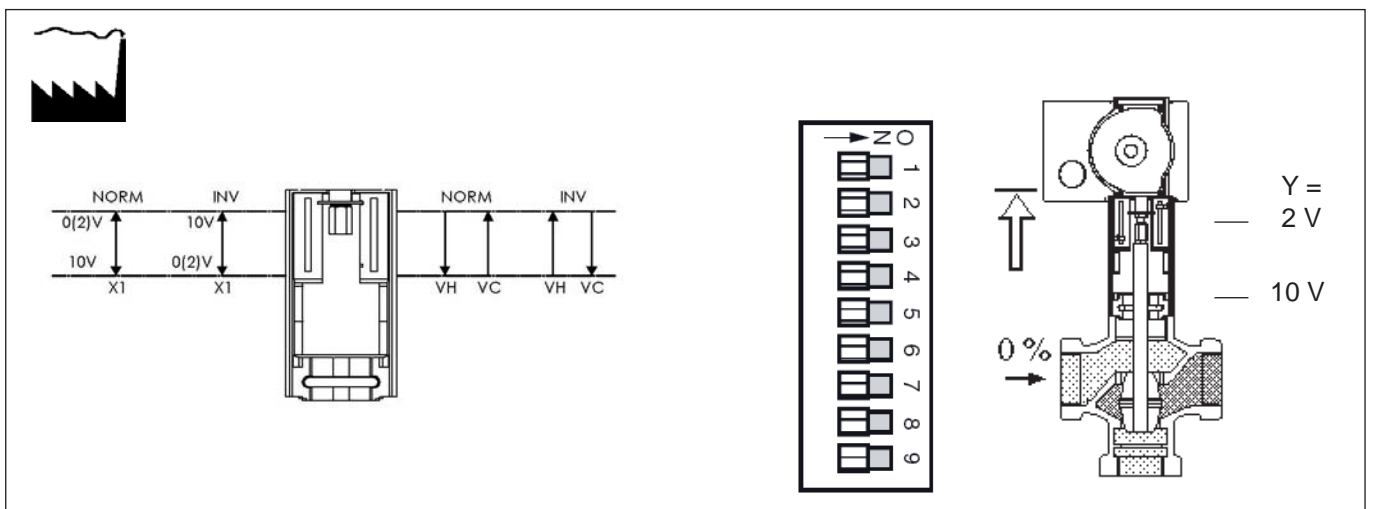 NORM INV
0(2)V 10V
10V 0(2)V
X1 X1
NORM INV
VH VC VH VC
ON
1
2
3
4
5
6
7
8
9
0 %
Y =
2 V
10 V